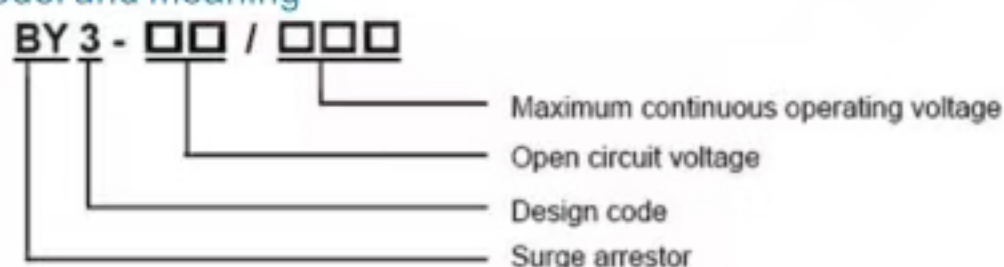 BY 3 - □□ / □□□
Maximum continuous operating voltage
Open circuit voltage
Design code
Surge arrestor